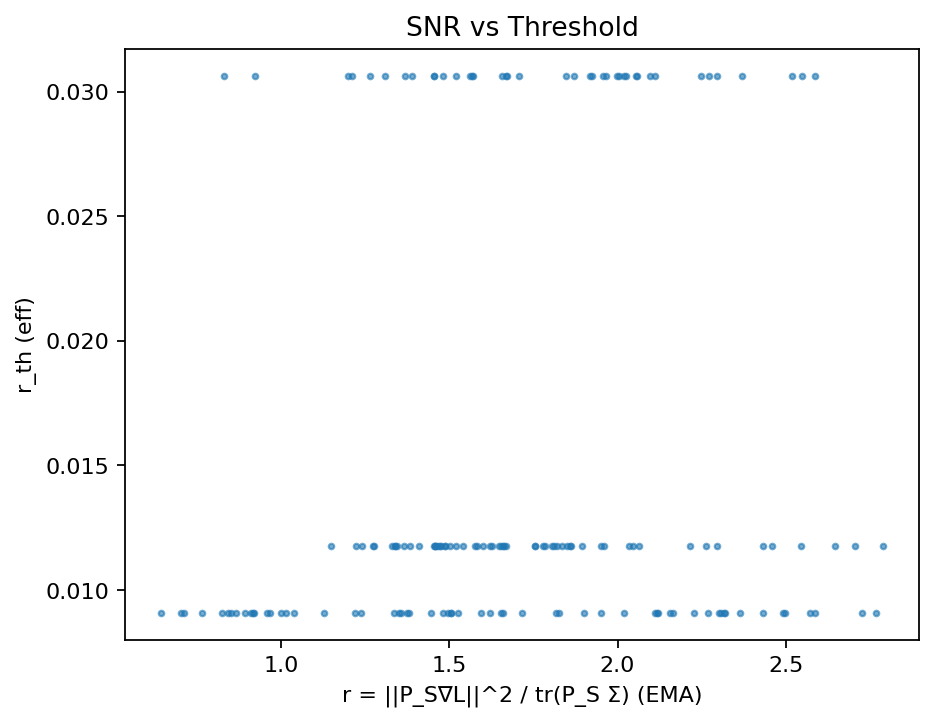 SNR vs Threshold
0.030
0.025
0.020
0.015
0.010
r_th (eff)
1.0 1.5 2.0 2.5
r = ||P_S∇L||^2 / tr(P_S Σ) (EMA)